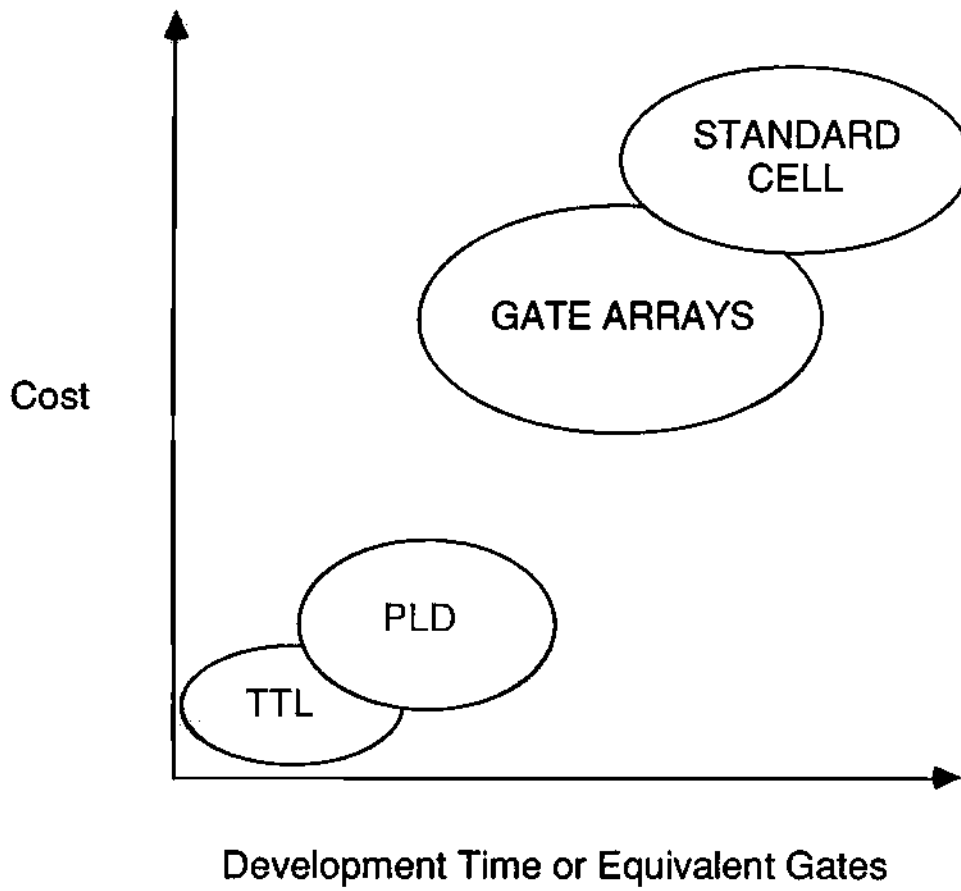 STANDARD
CELL
GATE ARRAYS
Cost
PLD
TTL
Development Time or Equivalent Gates